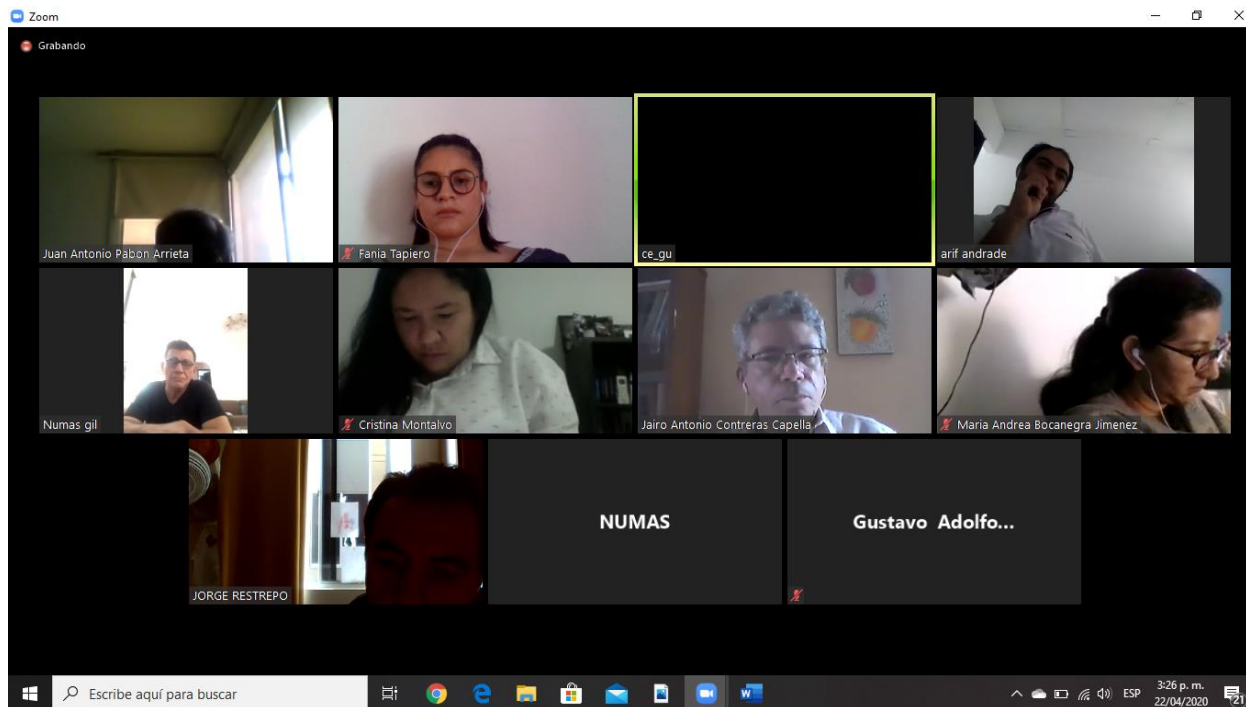 Zoom
Grabando
Juan Antonio Pabon Arrieta
Fania Tapiero
ce_gu
arif andrade
Numas gil
Cristina Montalvo
Jairo Antonio Contreras Capella
Maria Andrea Bocanegra Jimenez
JORGE RESTREPO
NUMAS
Gustavo Adolfo...
Escribe aquí para buscar
ESP
3:26 p. m.
22/04/2020
21